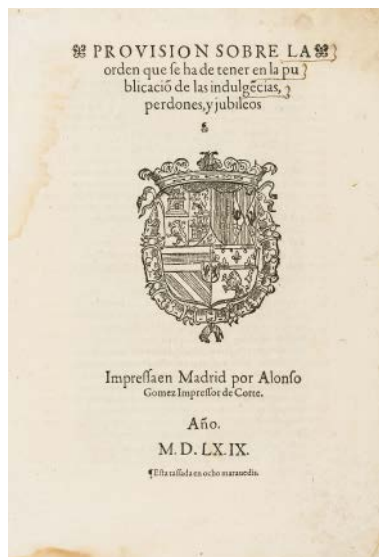 PROVISION SOBRE LA
orden que ſe ha de tener en la pu
blicació de las indulgẽcias,
perdones, y jubileos
Impreſſa en Madrid por Alonſo
Gomez Impreſſor de Corte.
Año.
M. D. LX. IX.
¶ Eſta taſſada en ocho marauedis.